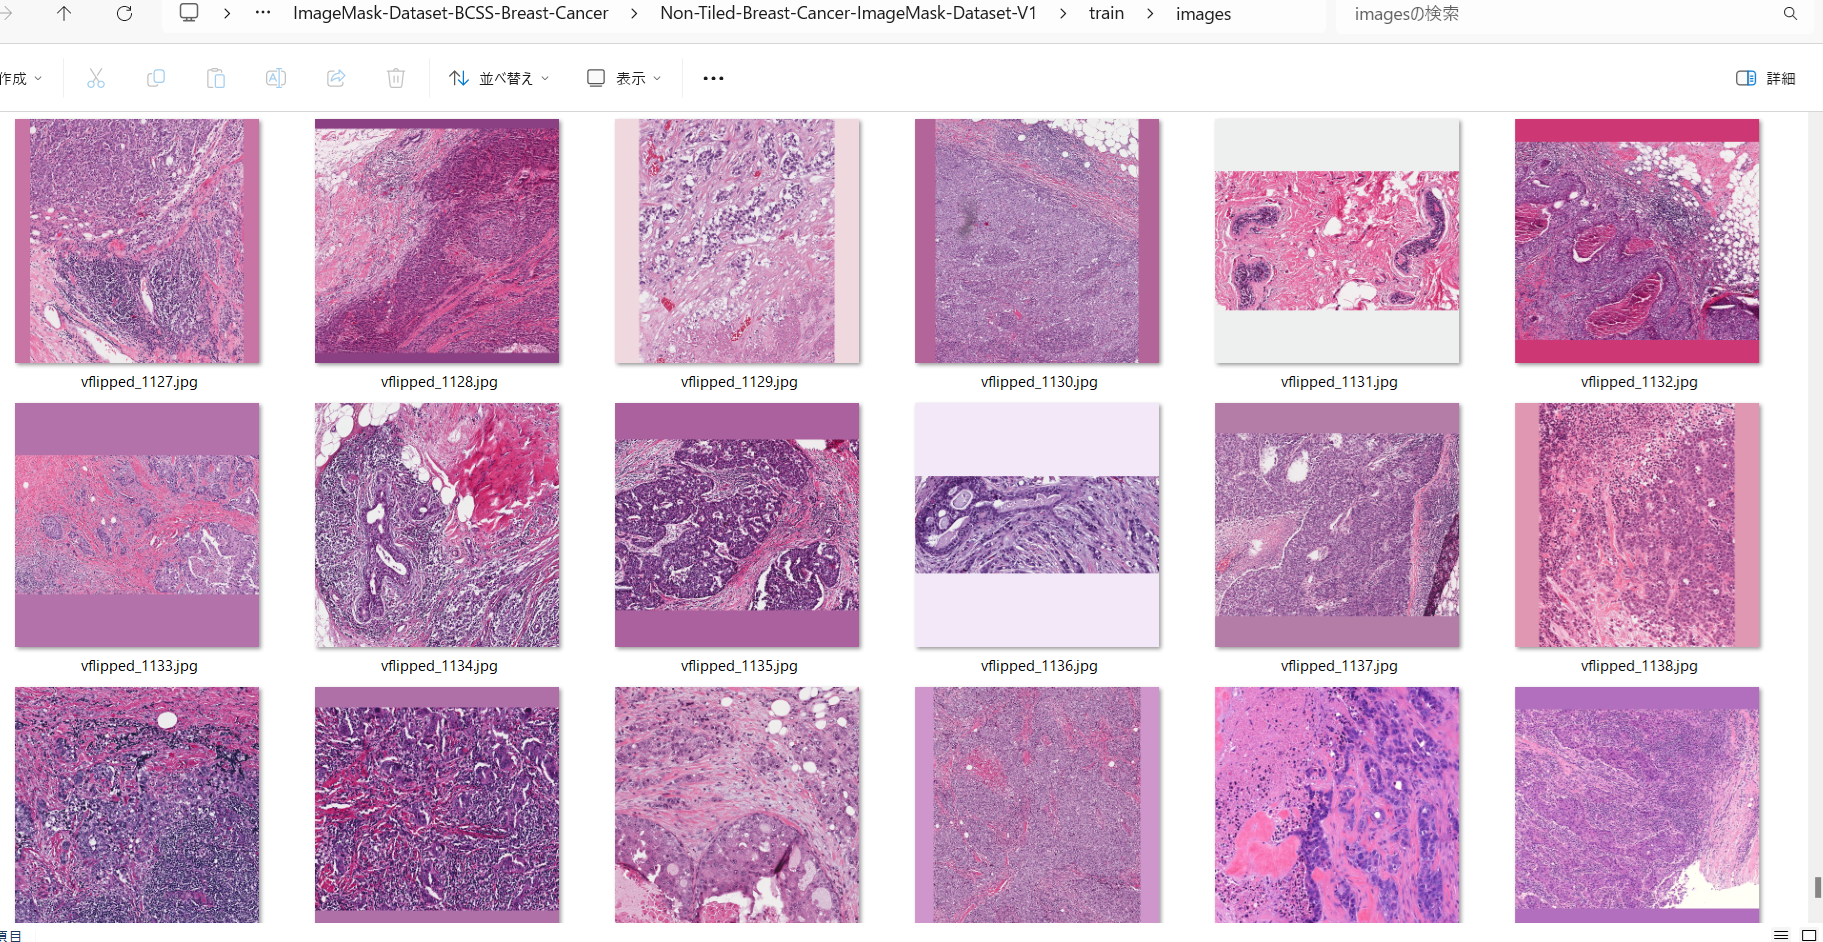 ImageMask-Dataset-BCSS-Breast-Cancer > Non-Tiled-Breast-Cancer-ImageMask-Dataset-V1 > train > images
imagesの検索
作成
並べ替え
表示
詳細
vflipped_1127.jpg
vflipped_1128.jpg
vflipped_1129.jpg
vflipped_1130.jpg
vflipped_1131.jpg
vflipped_1132.jpg
vflipped_1133.jpg
vflipped_1134.jpg
vflipped_1135.jpg
vflipped_1136.jpg
vflipped_1137.jpg
vflipped_1138.jpg
項目